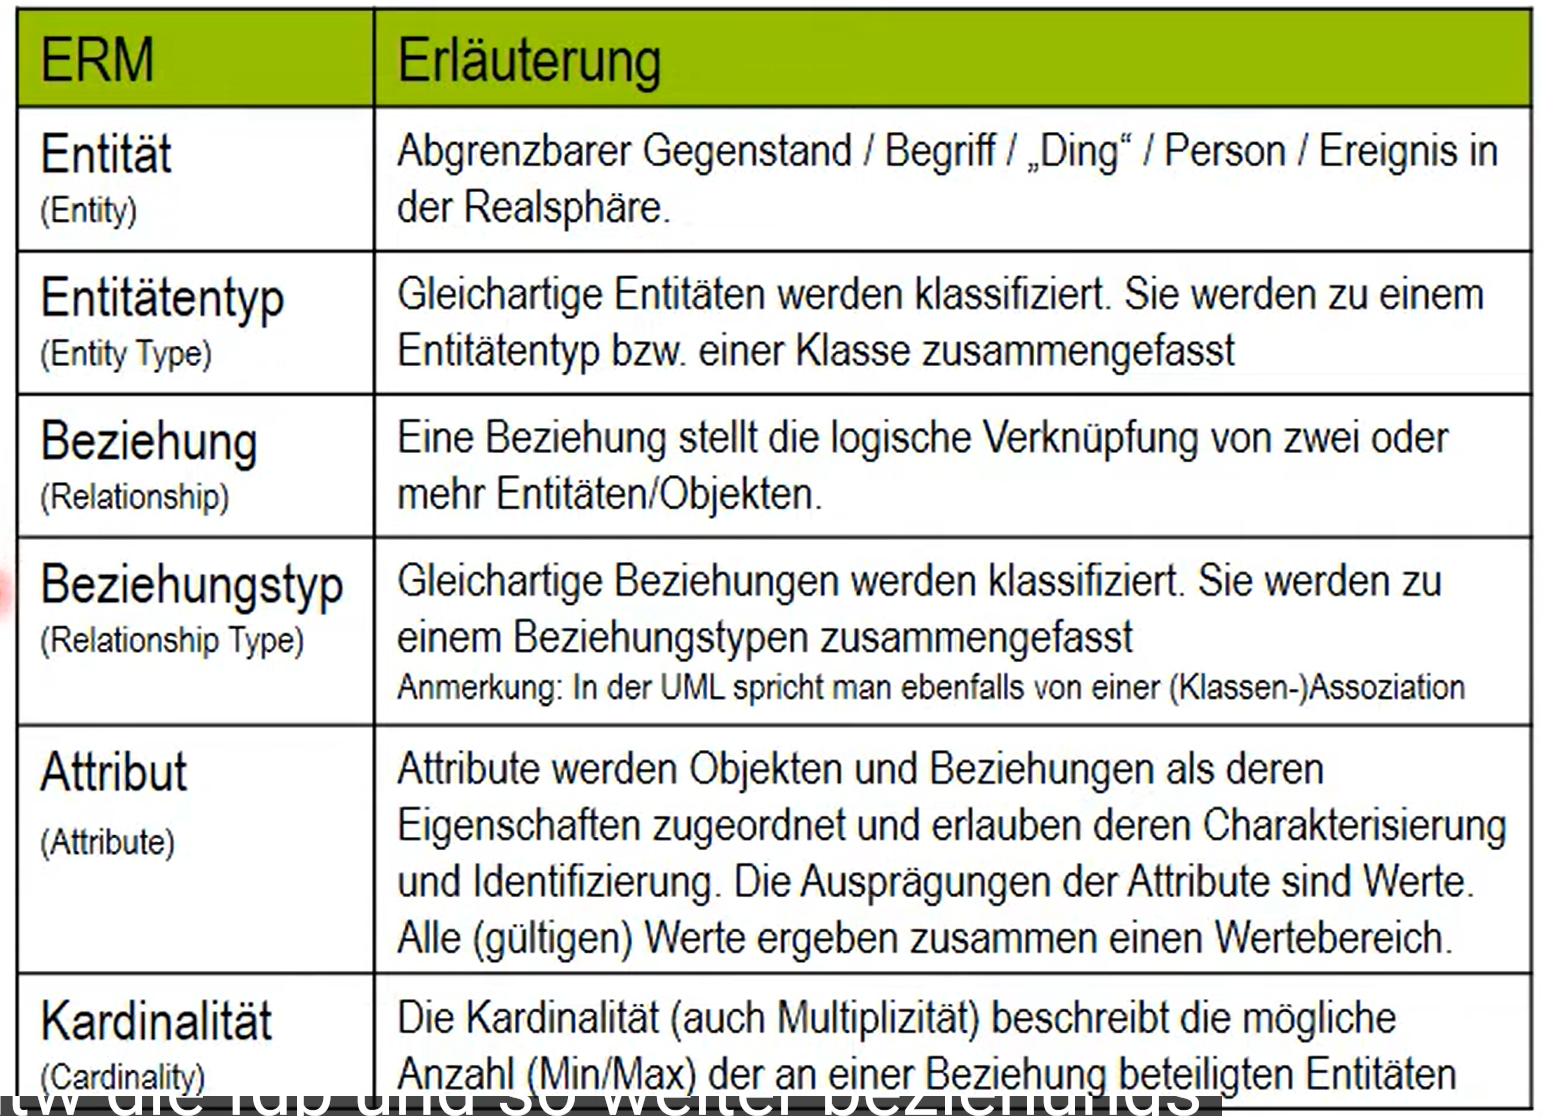 ERM
Erläuterung
Entität
(Entity)
Abgrenzbarer Gegenstand / Begriff / „Ding“ / Person / Ereignis in
der Realsphäre.
Entitätentyp
(Entity Type)
Gleichartige Entitäten werden klassifiziert. Sie werden zu einem
Entitätentyp bzw. einer Klasse zusammengefasst
Beziehung
(Relationship)
Eine Beziehung stellt die logische Verknüpfung von zwei oder
mehr Entitäten/Objekten.
Beziehungstyp
(Relationship Type)
Gleichartige Beziehungen werden klassifiziert. Sie werden zu
einem Beziehungstypen zusammengefasst
Anmerkung: In der UML spricht man ebenfalls von einer (Klassen-)Assoziation
Attribut
(Attribute)
Attribute werden Objekten und Beziehungen als deren
Eigenschaften zugeordnet und erlauben deren Charakterisierung
und Identifizierung. Die Ausprägungen der Attribute sind Werte.
Alle (gültigen) Werte ergeben zusammen einen Wertebereich.
Kardinalität
(Cardinality)
Die Kardinalität (auch Multiplizität) beschreibt die mögliche
Anzahl (Min/Max) der an einer Beziehung beteiligten Entitäten
die fdp und so weiter beziehungs